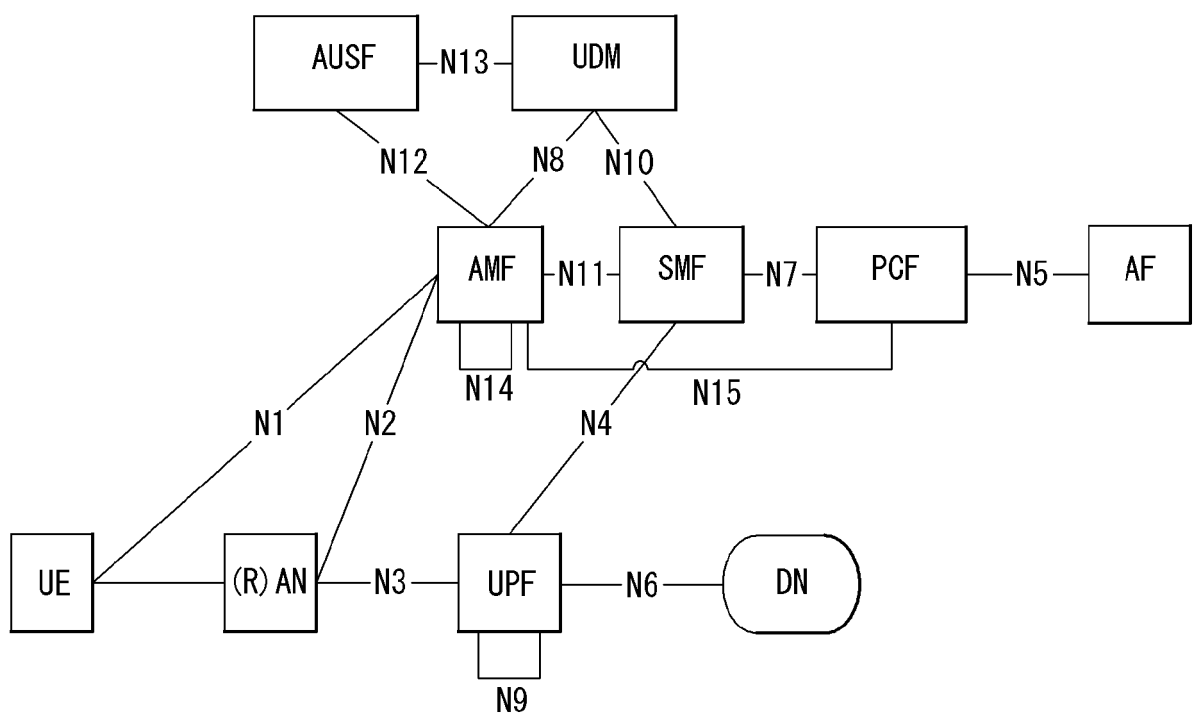 AUSF
N13
UDM
N12
N8
N10
AMF
N11
SMF
N7
PCF
N5
AF
N14
N15
N1
N2
N4
UE
(R) AN
N3
UPF
N6
DN
N9